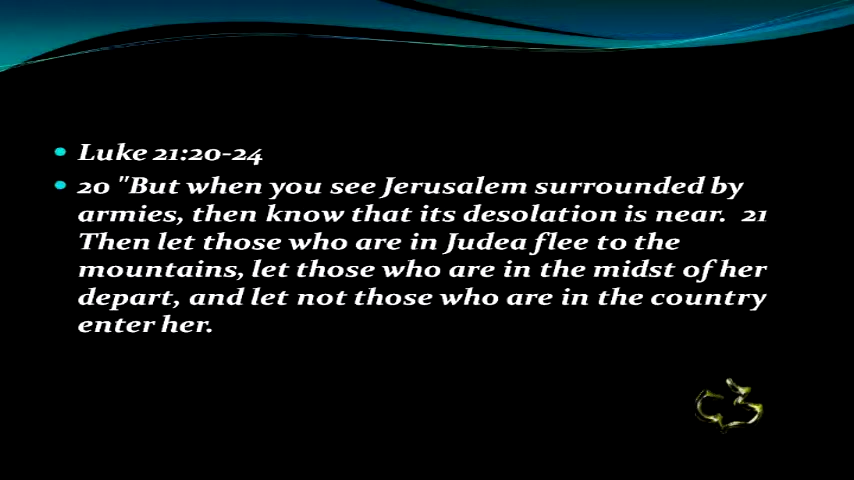 Luke 21:20-24
20 "But when you see Jerusalem surrounded by
armies, then know that its desolation is near.  21
Then let those who are in Judea flee to the
mountains, let those who are in the midst of her
depart, and let not those who are in the country
enter her.
C3